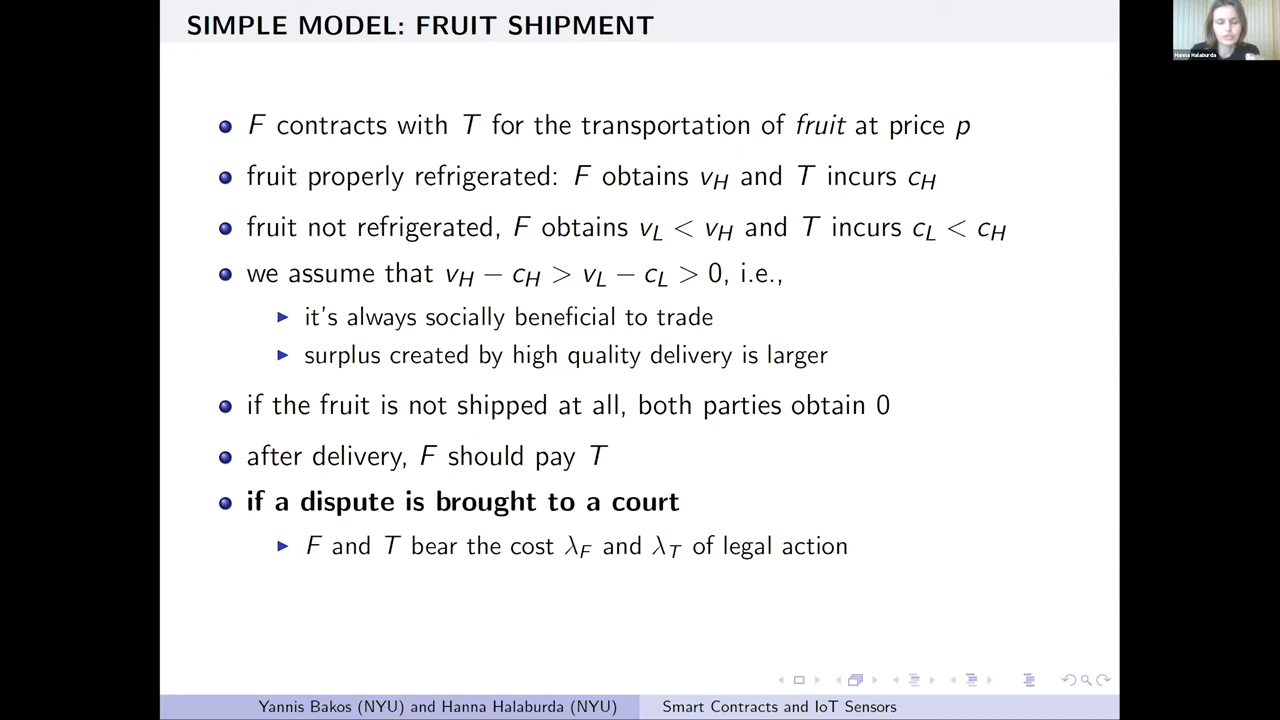 SIMPLE MODEL: FRUIT SHIPMENT
Hanna Halaburda
F contracts with T for the transportation of fruit at price p
fruit properly refrigerated: F obtains v_H and T incurs c_H
fruit not refrigerated, F obtains v_L < v_H and T incurs c_L < c_H
we assume that v_H − c_H > v_L − c_L > 0, i.e.,
it's always socially beneficial to trade
surplus created by high quality delivery is larger
if the fruit is not shipped at all, both parties obtain 0
after delivery, F should pay T
if a dispute is brought to a court
F and T bear the cost λ_F and λ_T of legal action
Yannis Bakos (NYU) and Hanna Halaburda (NYU) Smart Contracts and IoT Sensors